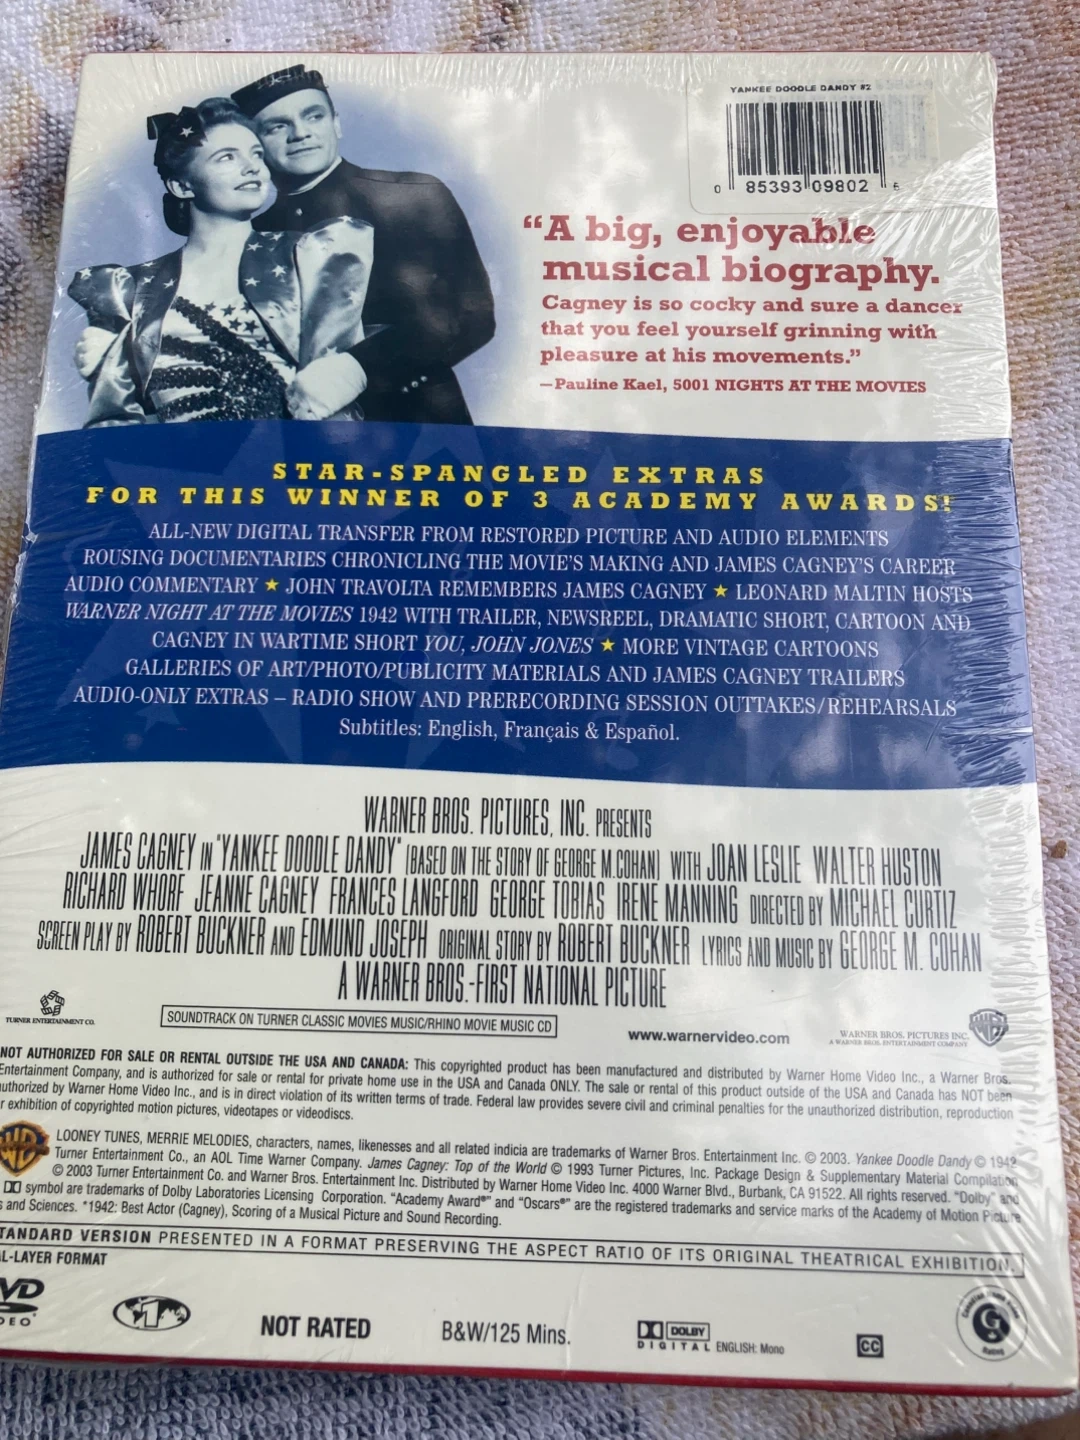 YANKEE DOODLE DANDY #2
0 85393 09802 6
“A big, enjoyable
musical biography.
Cagney is so cocky and sure a dancer
that you feel yourself grinning with
pleasure at his movements.”
—Pauline Kael, 5001 NIGHTS AT THE MOVIES
STAR-SPANGLED EXTRAS
FOR THIS WINNER OF 3 ACADEMY AWARDS!
ALL-NEW DIGITAL TRANSFER FROM RESTORED PICTURE AND AUDIO ELEMENTS
ROUSING DOCUMENTARIES CHRONICLING THE MOVIE'S MAKING AND JAMES CAGNEY'S CAREER
AUDIO COMMENTARY ★ JOHN TRAVOLTA REMEMBERS JAMES CAGNEY ★ LEONARD MALTIN HOSTS
WARNER NIGHT AT THE MOVIES 1942 WITH TRAILER, NEWSREEL, DRAMATIC SHORT, CARTOON AND
CAGNEY IN WARTIME SHORT YOU, JOHN JONES ★ MORE VINTAGE CARTOONS
GALLERIES OF ART/PHOTO/PUBLICITY MATERIALS AND JAMES CAGNEY TRAILERS
AUDIO-ONLY EXTRAS – RADIO SHOW AND PRERECORDING SESSION OUTTAKES/REHEARSALS
Subtitles: English, Français & Español.
WARNER BROS. PICTURES, INC. PRESENTS
JAMES CAGNEY IN "YANKEE DOODLE DANDY" (BASED ON THE STORY OF GEORGE M.COHAN) WITH JOAN LESLIE WALTER HUSTON
RICHARD WHORF JEANNE CAGNEY FRANCES LANGFORD GEORGE TOBIAS IRENE MANNING DIRECTED BY MICHAEL CURTIZ
SCREEN PLAY BY ROBERT BUCKNER AND EDMUND JOSEPH ORIGINAL STORY BY ROBERT BUCKNER LYRICS AND MUSIC BY GEORGE M. COHAN
A WARNER BROS.-FIRST NATIONAL PICTURE
TURNER ENTERTAINMENT CO.
SOUNDTRACK ON TURNER CLASSIC MOVIES MUSIC/RHINO MOVIE MUSIC CD
www.warnervideo.com
WARNER BROS. PICTURES INC.
A WARNER BROS. ENTERTAINMENT COMPANY
NOT AUTHORIZED FOR SALE OR RENTAL OUTSIDE THE USA AND CANADA: This copyrighted product has been manufactured and distributed by Warner Home Video Inc., a Warner Bros.
Entertainment Company, and is authorized for sale or rental for private home use in the USA and Canada ONLY. The sale or rental of this product outside of the USA and Canada has NOT been
uthorized by Warner Home Video Inc., and is in direct violation of its written terms of trade. Federal law provides severe civil and criminal penalties for the unauthorized distribution, reproduction
r exhibition of copyrighted motion pictures, videotapes or videodiscs.
LOONEY TUNES, MERRIE MELODIES, characters, names, likenesses and all related indicia are trademarks of Warner Bros. Entertainment Inc. © 2003. Yankee Doodle Dandy © 1942
Turner Entertainment Co., an AOL Time Warner Company. James Cagney: Top of the World © 1993 Turner Pictures, Inc. Package Design & Supplementary Material Compilation
© 2003 Turner Entertainment Co. and Warner Bros. Entertainment Inc. Distributed by Warner Home Video Inc. 4000 Warner Blvd., Burbank, CA 91522. All rights reserved. "Dolby" and
symbol are trademarks of Dolby Laboratories Licensing Corporation. "Academy Award®" and "Oscars®" are the registered trademarks and service marks of the Academy of Motion Picture
s and Sciences. *1942: Best Actor (Cagney), Scoring of a Musical Picture and Sound Recording.
TANDARD VERSION PRESENTED IN A FORMAT PRESERVING THE ASPECT RATIO OF ITS ORIGINAL THEATRICAL EXHIBITION.
L-LAYER FORMAT
1
NOT RATED
B&W/125 Mins.
DOLBY
DIGITAL ENGLISH: Mono
CC
G